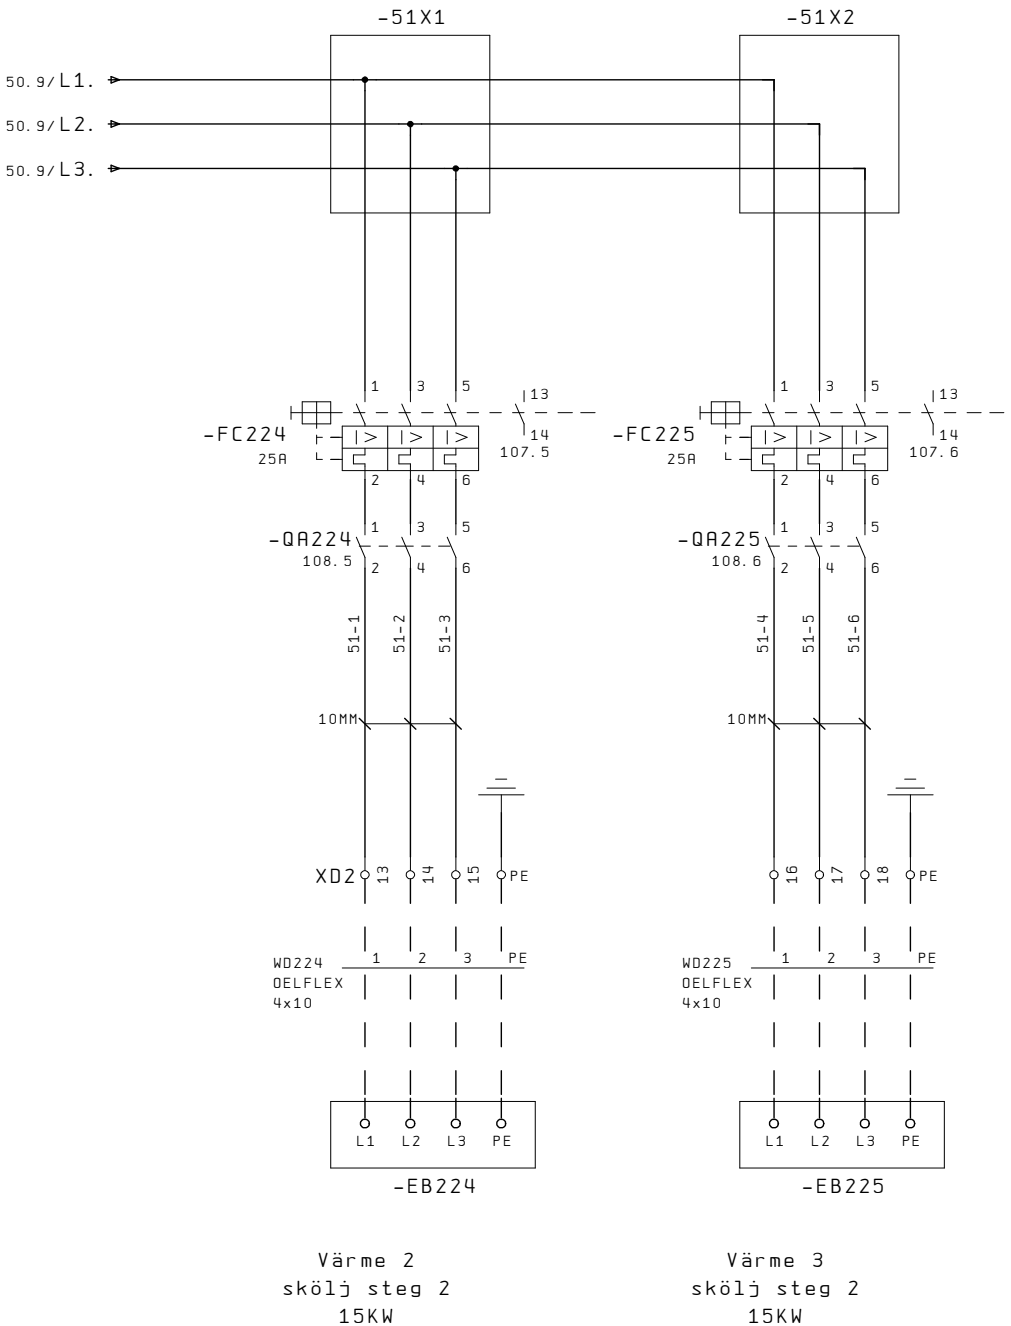 -51X1 -51X2
50.9/L1.
50.9/L2.
50.9/L3.
1 3 5 13 1 3 5 13
-FC224 14 -FC225 14
25A 107.5 25A 107.6
2 4 6 2 4 6
1 3 5 1 3 5
-QA224 -QA225
108.5 2 4 6 108.6 2 4 6
51-1 51-2 51-3 51-4 51-5 51-6
10MM 10MM
XD2 13 14 15 PE 16 17 18 PE
WD224 1 2 3 PE WD225 1 2 3 PE
OELFLEX OELFLEX
4x10 4x10
L1 L2 L3 PE L1 L2 L3 PE
-EB224 -EB225
Värme 2 Värme 3
skölj steg 2 skölj steg 2
15KW 15KW